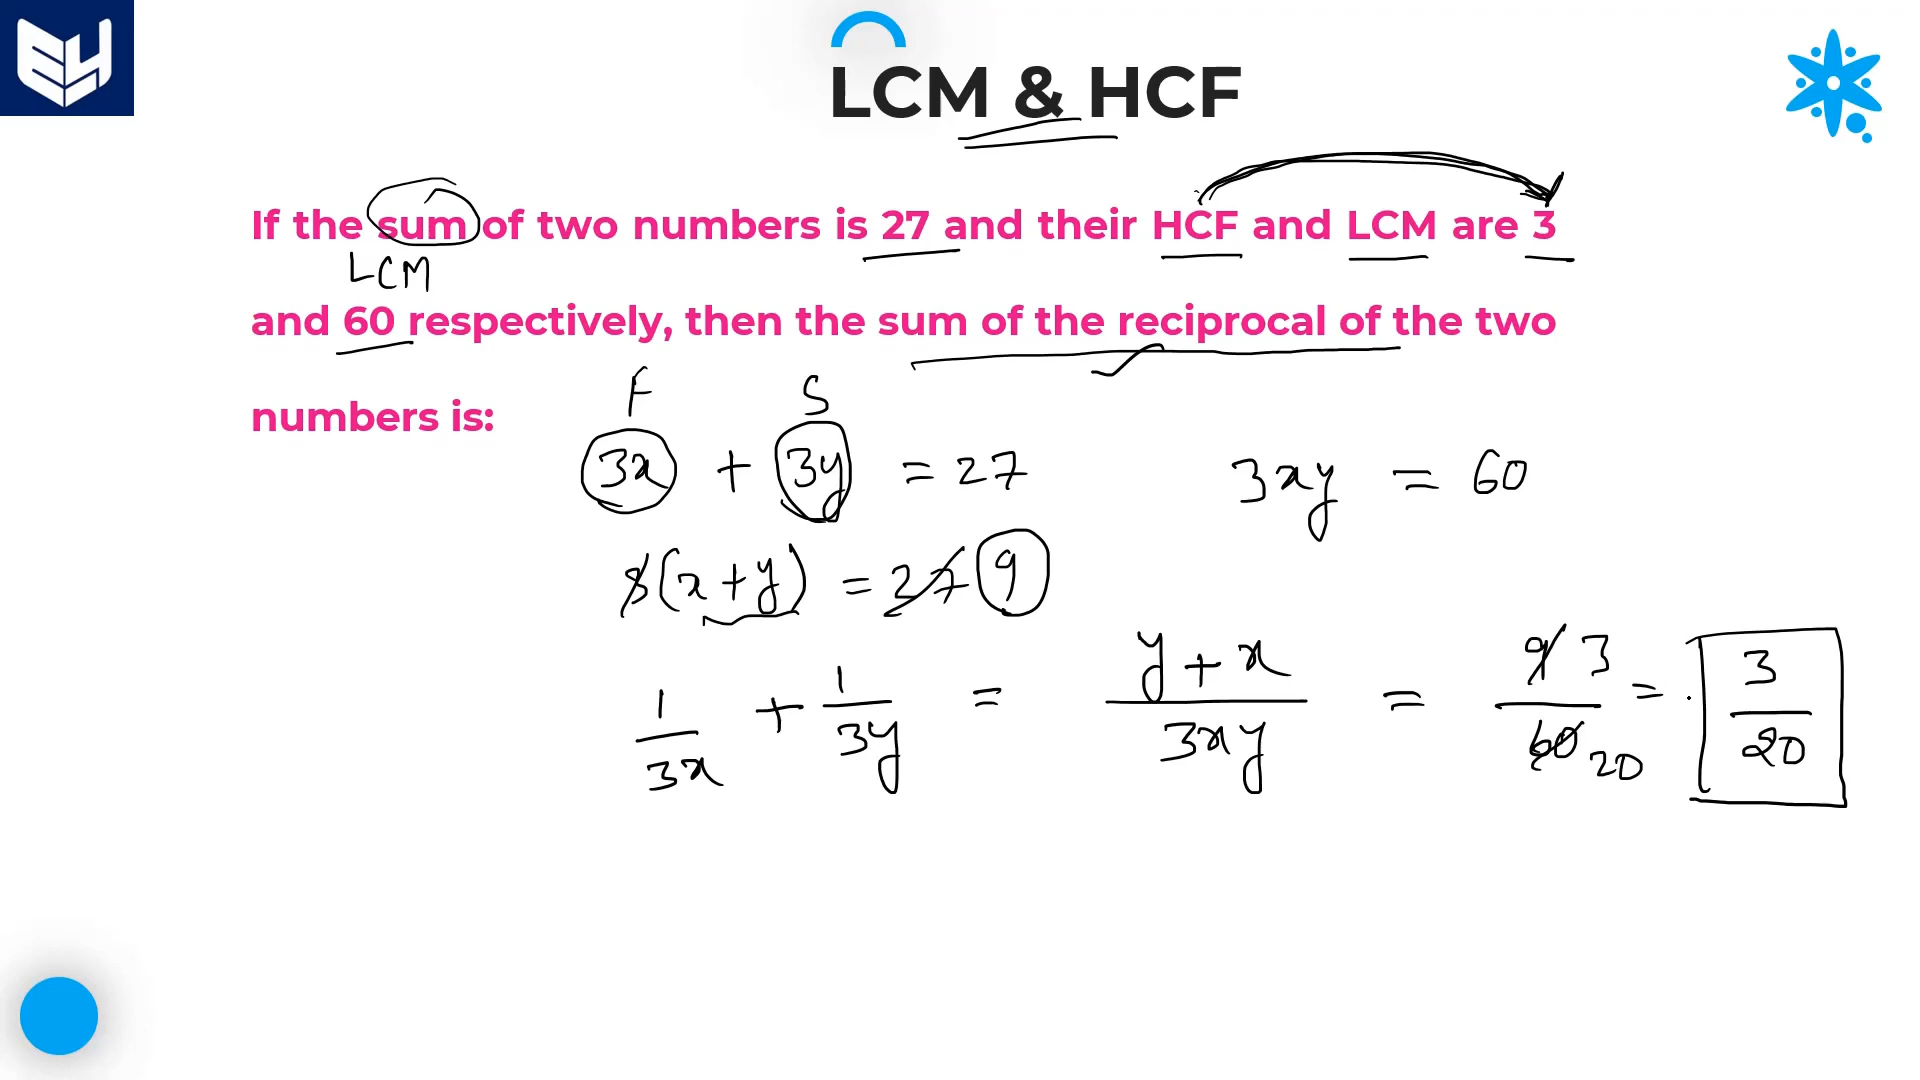 EY
LCM & HCF
If the sum of two numbers is 27 and their HCF and LCM are 3
LCM
and 60 respectively, then the sum of the reciprocal of the two
numbers is:
F S
3x + 3y = 27 3xy = 60
3(x+y) = 27 9
1/3x + 1/3y = y+x/3xy = 9/60 3/20 = 3/20